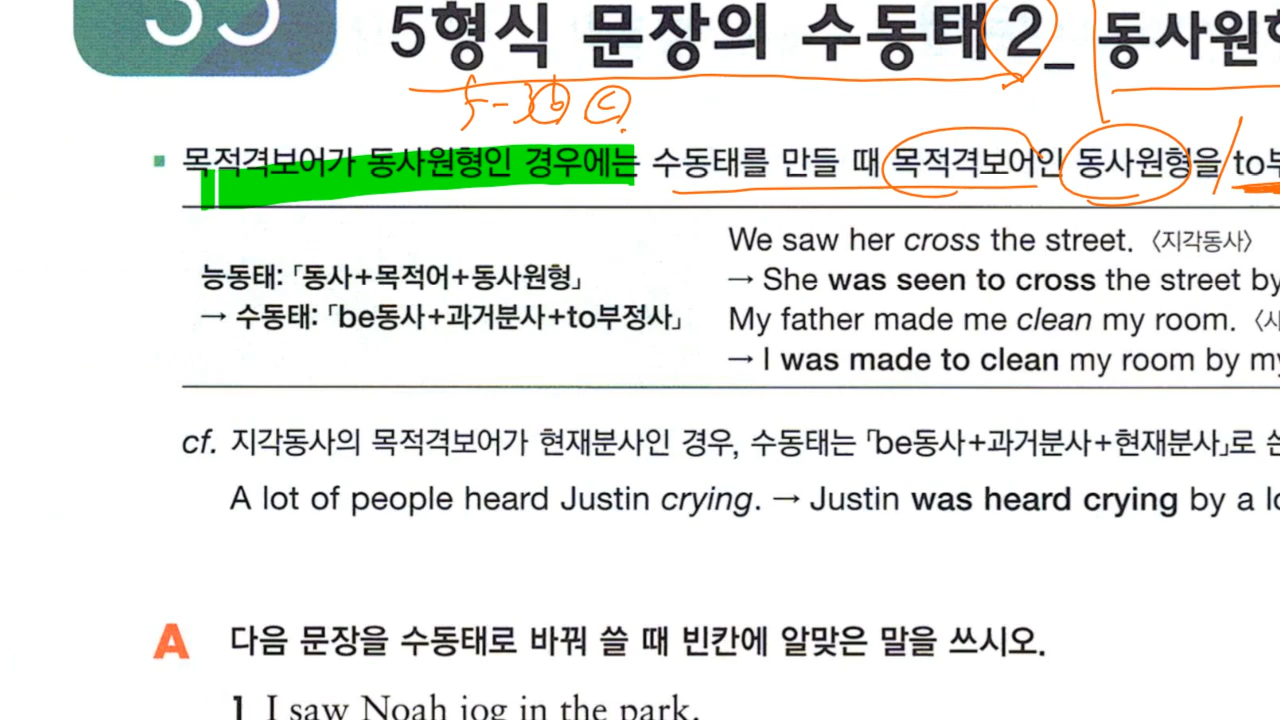 5형식 문장의 수동태 2_ 동사원형
5-3 b c
목적격보어가 동사원형인 경우에는 수동태를 만들 때 목적격보어인 동사원형을 to부
We saw her cross the street. 〈지각동사〉
능동태: 「동사+목적어+동사원형」
→ She was seen to cross the street by
→ 수동태: 「be동사+과거분사+to부정사」
My father made me clean my room. 〈사
→ I was made to clean my room by my
cf. 지각동사의 목적격보어가 현재분사인 경우, 수동태는 「be동사+과거분사+현재분사」로
A lot of people heard Justin crying. → Justin was heard crying by a lo
A 다음 문장을 수동태로 바꿔 쓸 때 빈칸에 알맞은 말을 쓰시오.
1 I saw Noah jog in the park.